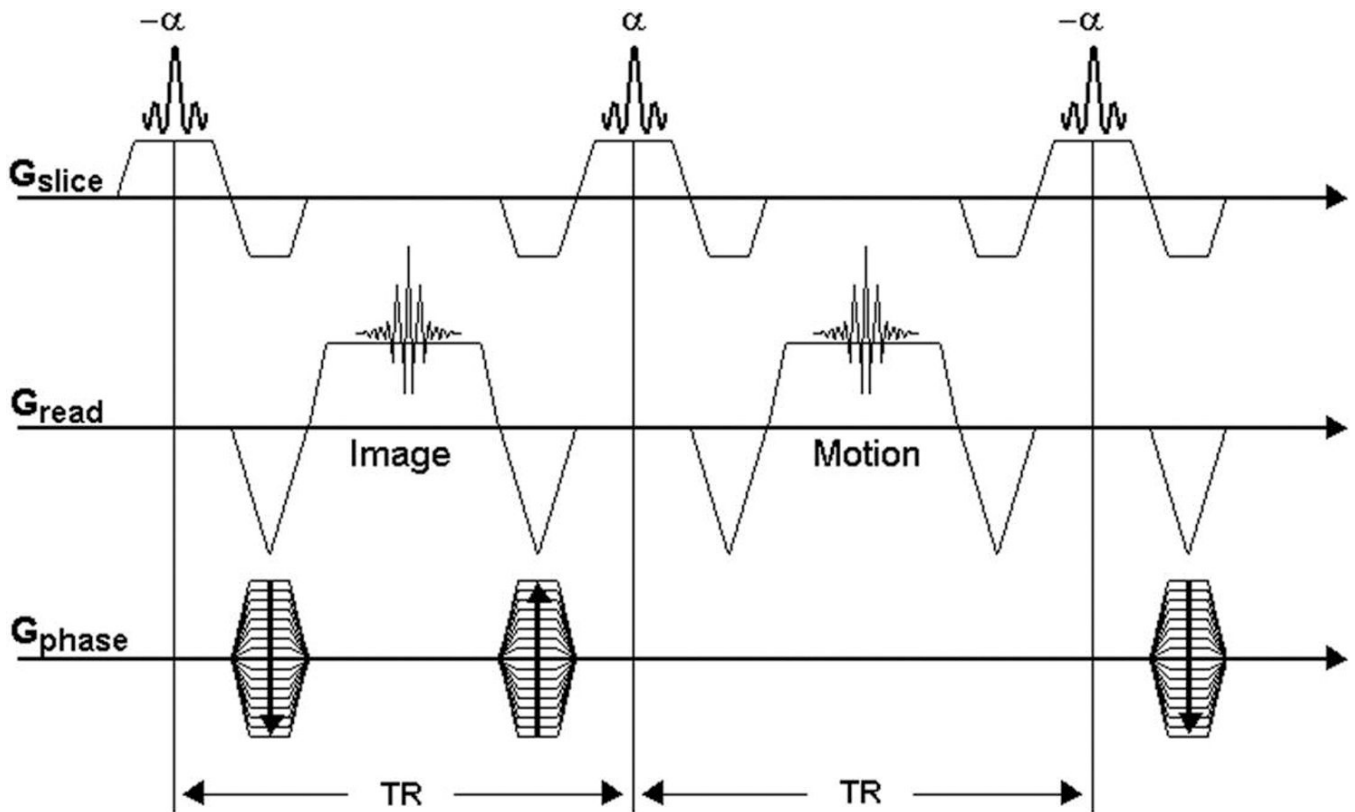 −α α −α
Gslice
Gread
Image Motion
Gphase
TR TR